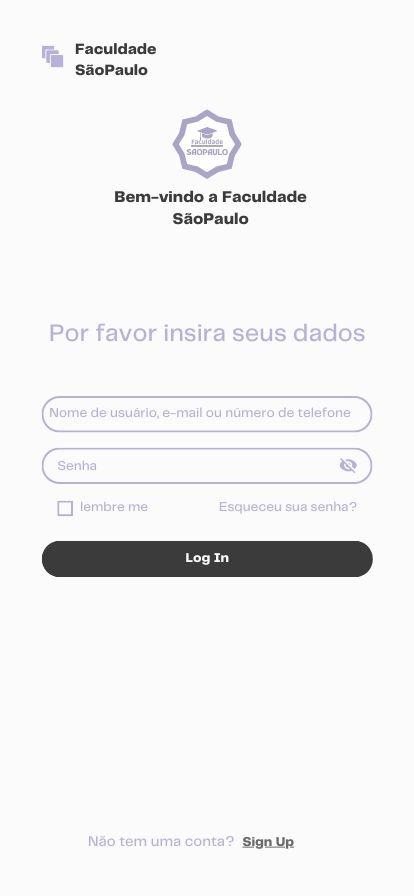 Faculdade
SãoPaulo
Faculdade
SAOPAULO
Bem-vindo a Faculdade
SãoPaulo
Por favor insira seus dados
Nome de usuário, e-mail ou número de telefone
Senha
lembre me Esqueceu sua senha?
Log In
Não tem uma conta? Sign Up